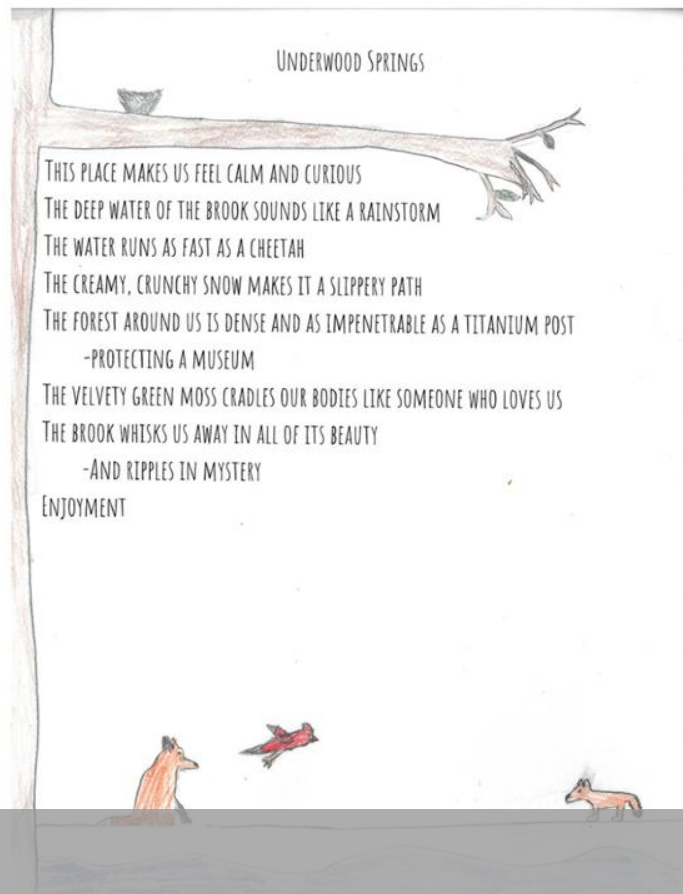 Underwood Springs
This place makes us feel calm and curious
The deep water of the brook sounds like a rainstorm
The water runs as fast as a cheetah
The creamy, crunchy snow makes it a slippery path
The forest around us is dense and as impenetrable as a titanium post
-protecting a museum
The velvety green moss cradles our bodies like someone who loves us
The brook whisks us away in all of its beauty
-And ripples in mystery
Enjoyment